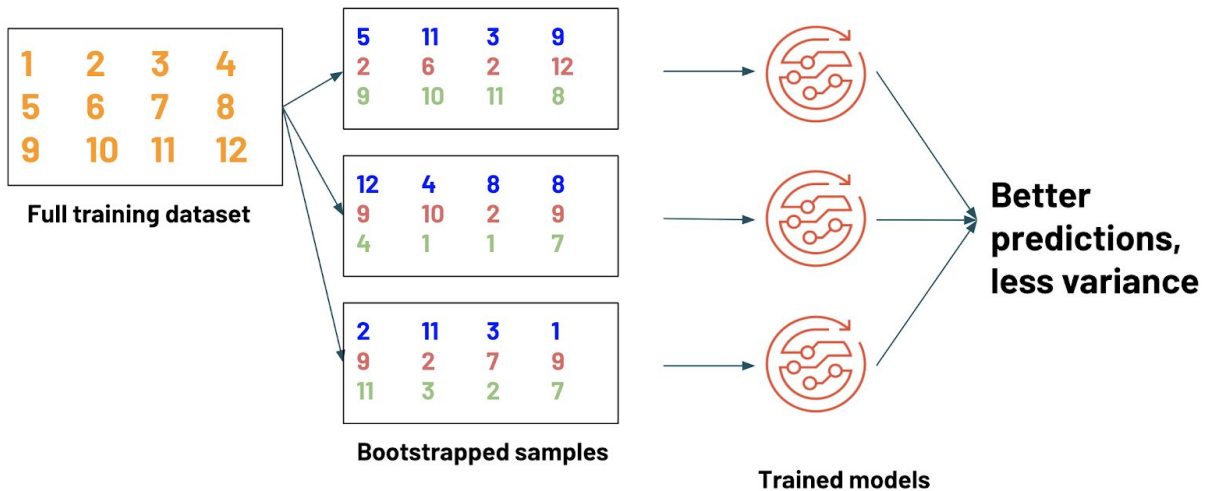 1 2 3 4
5 6 7 8
9 10 11 12
Full training dataset
5 11 3 9
2 6 2 12
9 10 11 8
12 4 8 8
9 10 2 9
4 1 1 7
2 11 3 1
9 2 7 9
11 3 2 7
Bootstrapped samples
Trained models
Better
predictions,
less variance